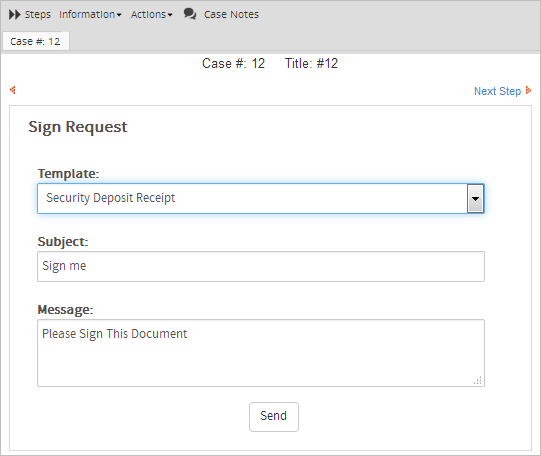 Steps Information Actions Case Notes
Case #: 12
Case #: 12 Title: #12
Next Step
Sign Request
Template:
Security Deposit Receipt
Subject:
Sign me
Message:
Please Sign This Document
Send